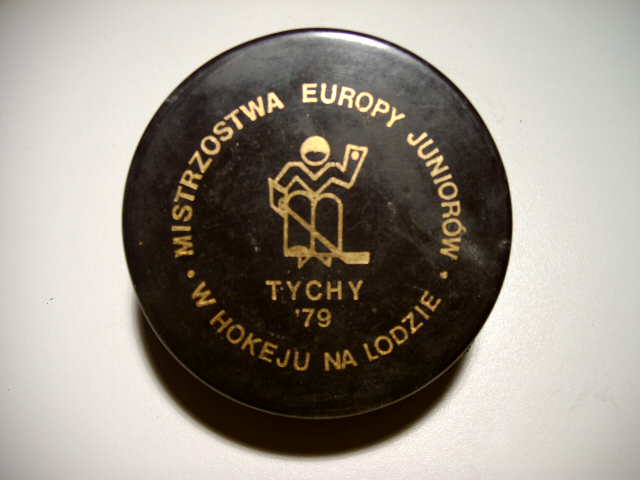 MISTRZOSTWA EUROPY JUNIORÓW
• W HOKEJU NA LODZIE •
TYCHY
'79